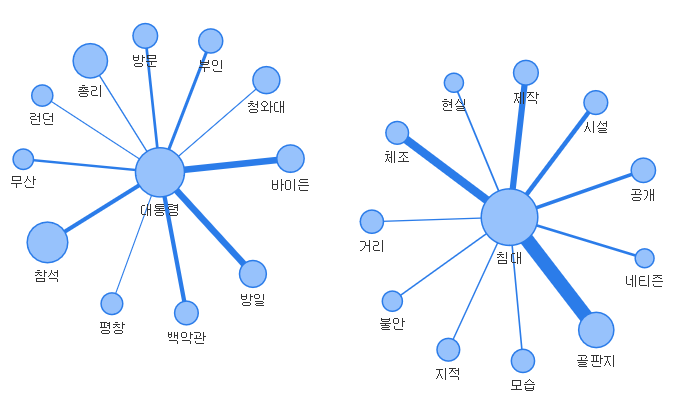 방문
부인
총리
청와대
런던
무산
바이든
대통령
참석
방일
평창
백악관
현실
제작
시설
체조
공개
거리
침대
네티즌
불안
골판지
지적
모습